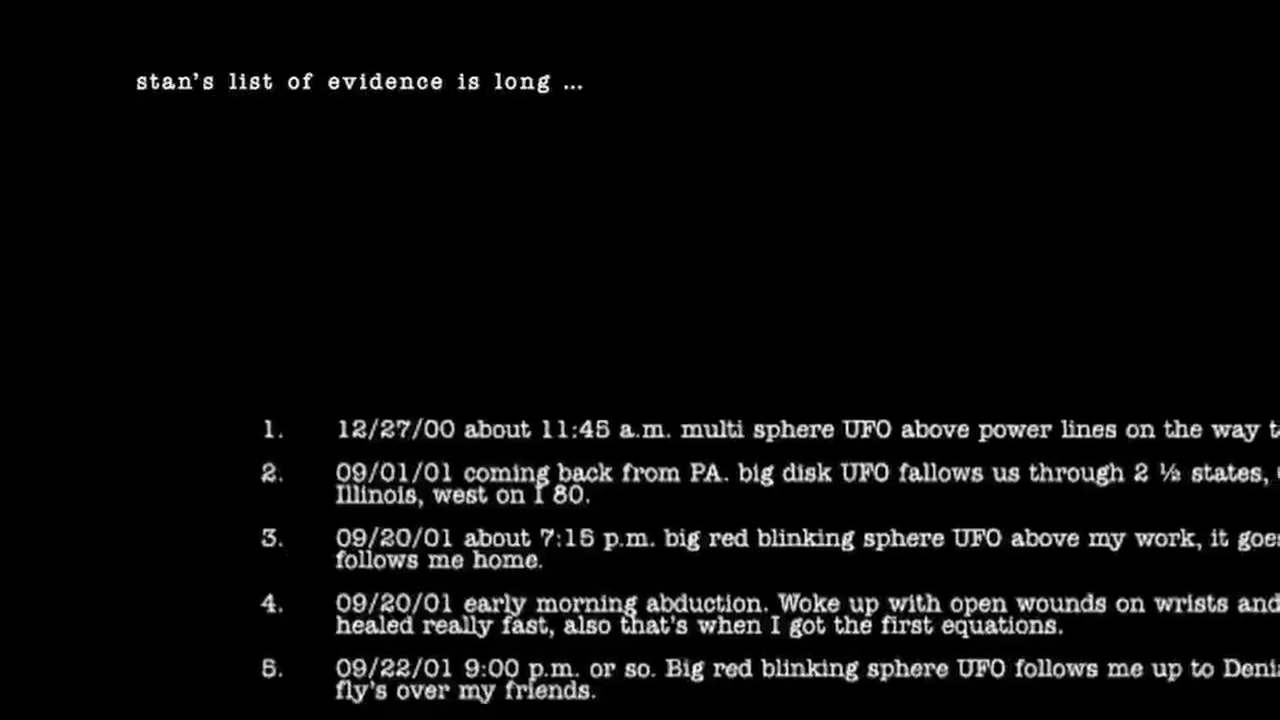 stan's list of evidence is long ...
1. 12/27/00 about 11:45 a.m. multi sphere UFO above power lines on the way
2. 09/01/01 coming back from PA. big disk UFO fallows us through 2 ½ states,
Illinois, west on I 80.
3. 09/20/01 about 7:15 p.m. big red blinking sphere UFO above my work, it
follows me home.
4. 09/20/01 early morning abduction. Woke up with open wounds on wrists and
healed really fast, also that's when I got the first equations.
5. 09/22/01 9:00 p.m. or so. Big red blinking sphere UFO follows me up to
fly's over my friends.